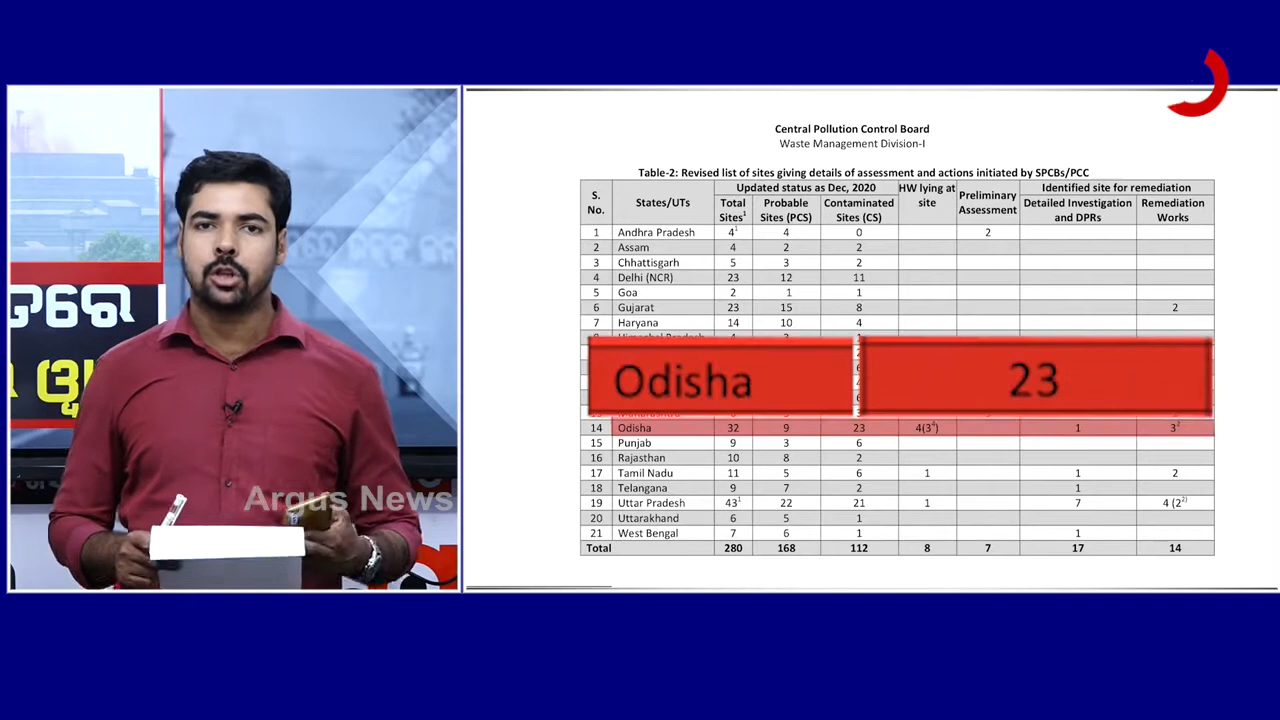 ତରେ
ୱା
Argus News
Central Pollution Control Board
Waste Management Division-I
Table-2: Revised list of sites giving details of assessment and actions initiated by SPCBs/PCC
S. No. States/UTs Updated status as Dec, 2020 HW lying at site Preliminary Assessment Identified site for remediation
Total Sites1 Probable Sites (PCS) Contaminated Sites (CS) Detailed Investigation and DPRs Remediation Works
1 Andhra Pradesh 41 4 0 2
2 Assam 4 2 2
3 Chhattisgarh 5 3 2
4 Delhi (NCR) 23 12 11
5 Goa 2 1 1
6 Gujarat 23 15 8 2
7 Haryana 14 10 4
Odisha 23
14 Odisha 32 9 23 4(34) 1 32
15 Punjab 9 3 6
16 Rajasthan 10 8 2
17 Tamil Nadu 11 5 6 1 1 2
18 Telangana 9 7 2 1
19 Uttar Pradesh 431 22 21 1 7 4 (22)
20 Uttarakhand 6 5 1
21 West Bengal 7 6 1 1
Total 280 168 112 8 7 17 14